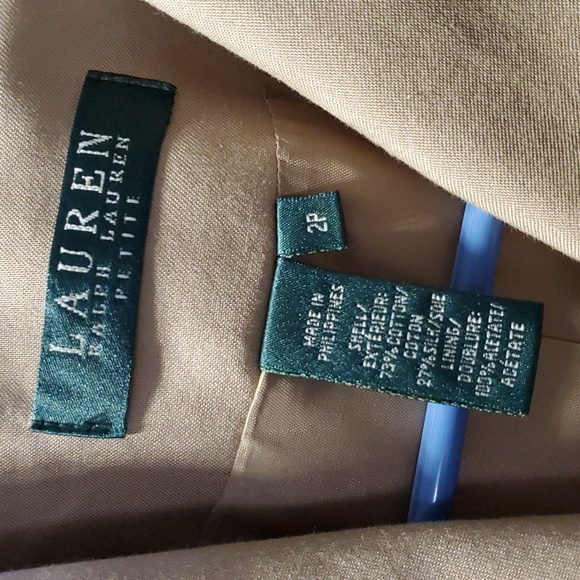 LAUREN
RALPH LAUREN
PETITE
2P
MADE IN
PHILIPPINES
SHELL/
EXTÉRIEUR:
73% COTTON/
COTON
27% SILK/SOIE
LINING/
DOUBLURE:
100% ACETATE/
ACETATE